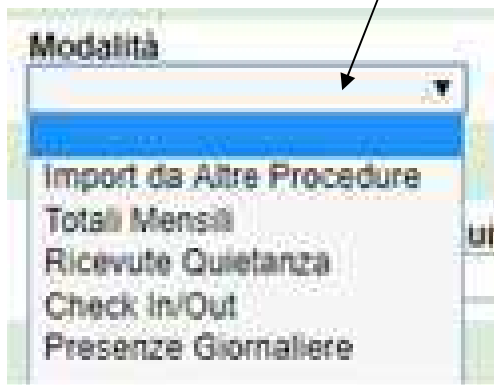 Modalità
Import da Altre Procedure
Totali Mensili
Ricevute Quietanza
Check In/Out
Presenze Giornaliere